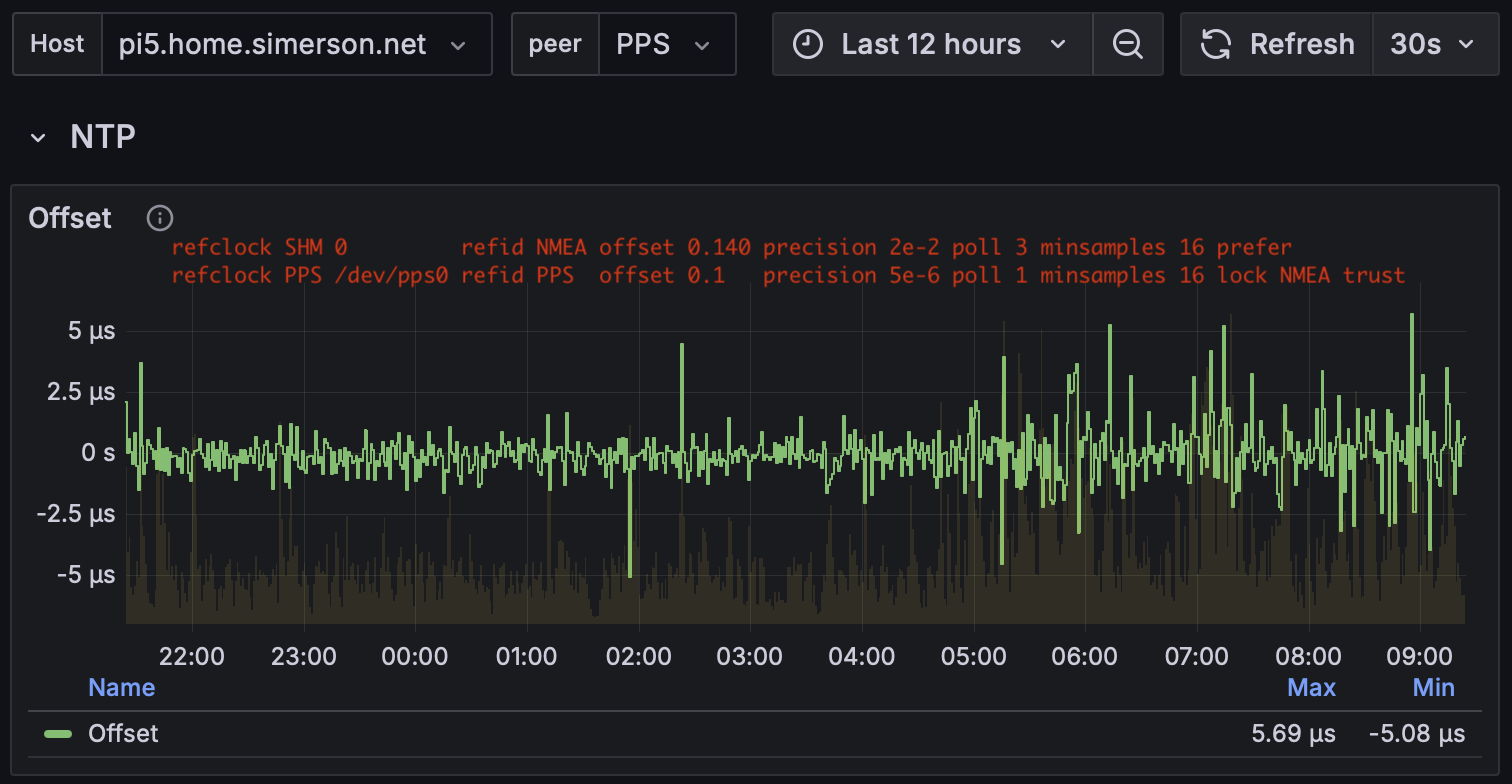 Host pi5.home.simerson.net peer PPS Last 12 hours Refresh 30s
NTP
Offset
refclock SHM 0 refid NMEA offset 0.140 precision 2e-2 poll 3 minsamples 16 prefer
refclock PPS /dev/pps0 refid PPS offset 0.1 precision 5e-6 poll 1 minsamples 16 lock NMEA trust
5 µs
2.5 µs
0 s
-2.5 µs
-5 µs
22:00 23:00 00:00 01:00 02:00 03:00 04:00 05:00 06:00 07:00 08:00 09:00
Name Max Min
Offset 5.69 µs -5.08 µs